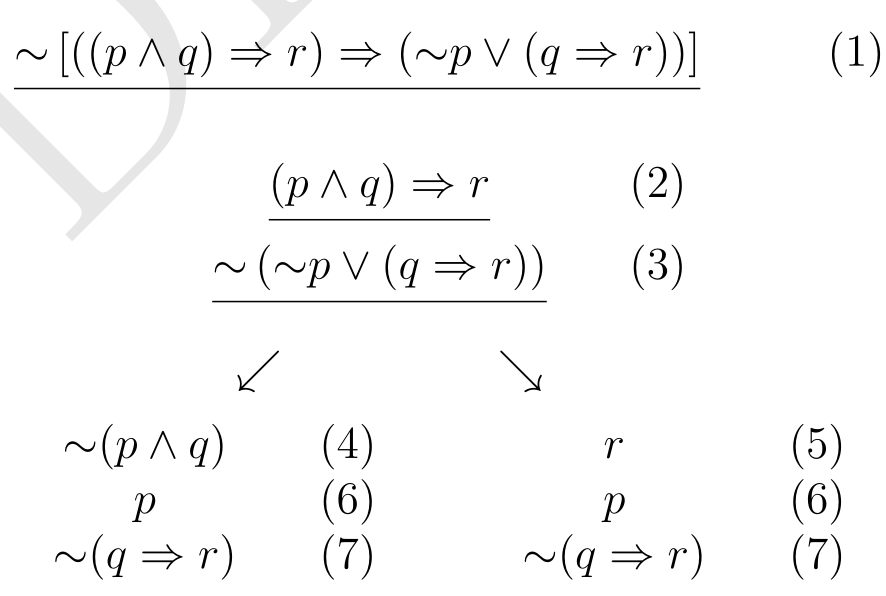 ∼[((p ∧ q) ⇒ r) ⇒ (∼p ∨ (q ⇒ r))] (1)
(p ∧ q) ⇒ r (2)
∼(∼p ∨ (q ⇒ r)) (3)
↙ ↘
∼(p ∧ q) (4) r (5)
p (6) p (6)
∼(q ⇒ r) (7) ∼(q ⇒ r) (7)